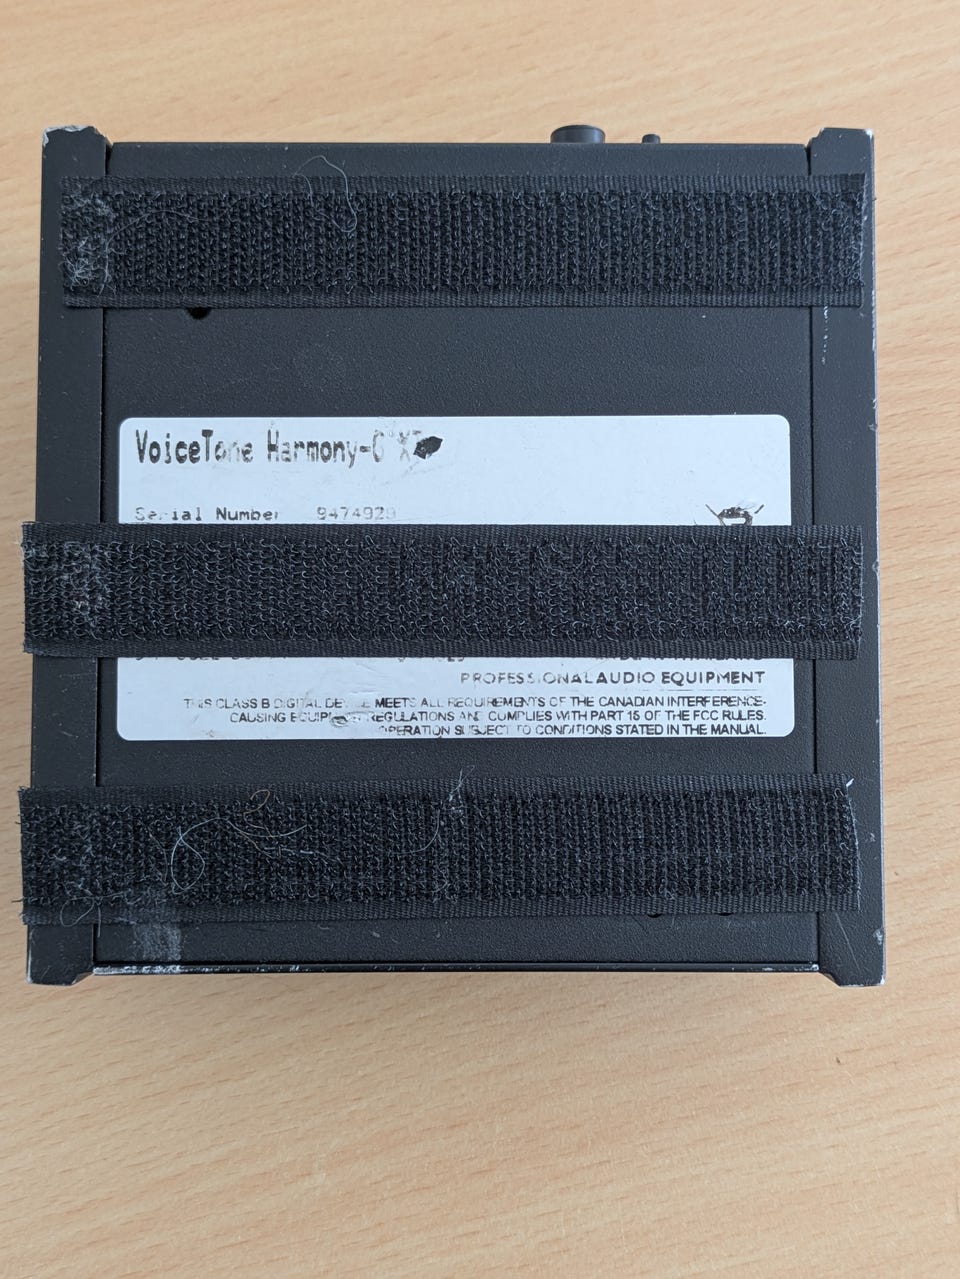 VoiceTone Harmony-G X
Serial Number 9474920
PROFESSIONAL AUDIO EQUIPMENT
THIS CLASS B DIGITAL DEVICE MEETS ALL REQUIREMENTS OF THE CANADIAN INTERFERENCE-
CAUSING EQUIPMENT REGULATIONS AND COMPLIES WITH PART 15 OF THE FCC RULES.
OPERATION SUBJECT TO CONDITIONS STATED IN THE MANUAL.